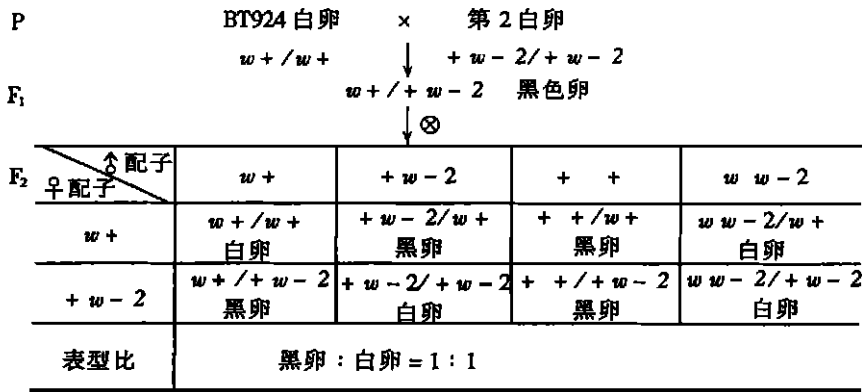 P BT924 白卵 × 第 2 白卵
w + / w + + w - 2 / + w - 2
F₁ w + / + w - 2 黑色卵
⊗
F₂ ♂配子 ♀配子 w + + w - 2 + + w w - 2
w + w + / w + + w - 2 / w + + + / w + w w - 2 / w +
白卵 黑卵 黑卵 白卵
+ w - 2 w + / + w - 2 + w - 2 / + w - 2 + + / + w - 2 w w - 2 / + w - 2
黑卵 白卵 黑卵 白卵
表型比 黑卵 : 白卵 = 1 : 1